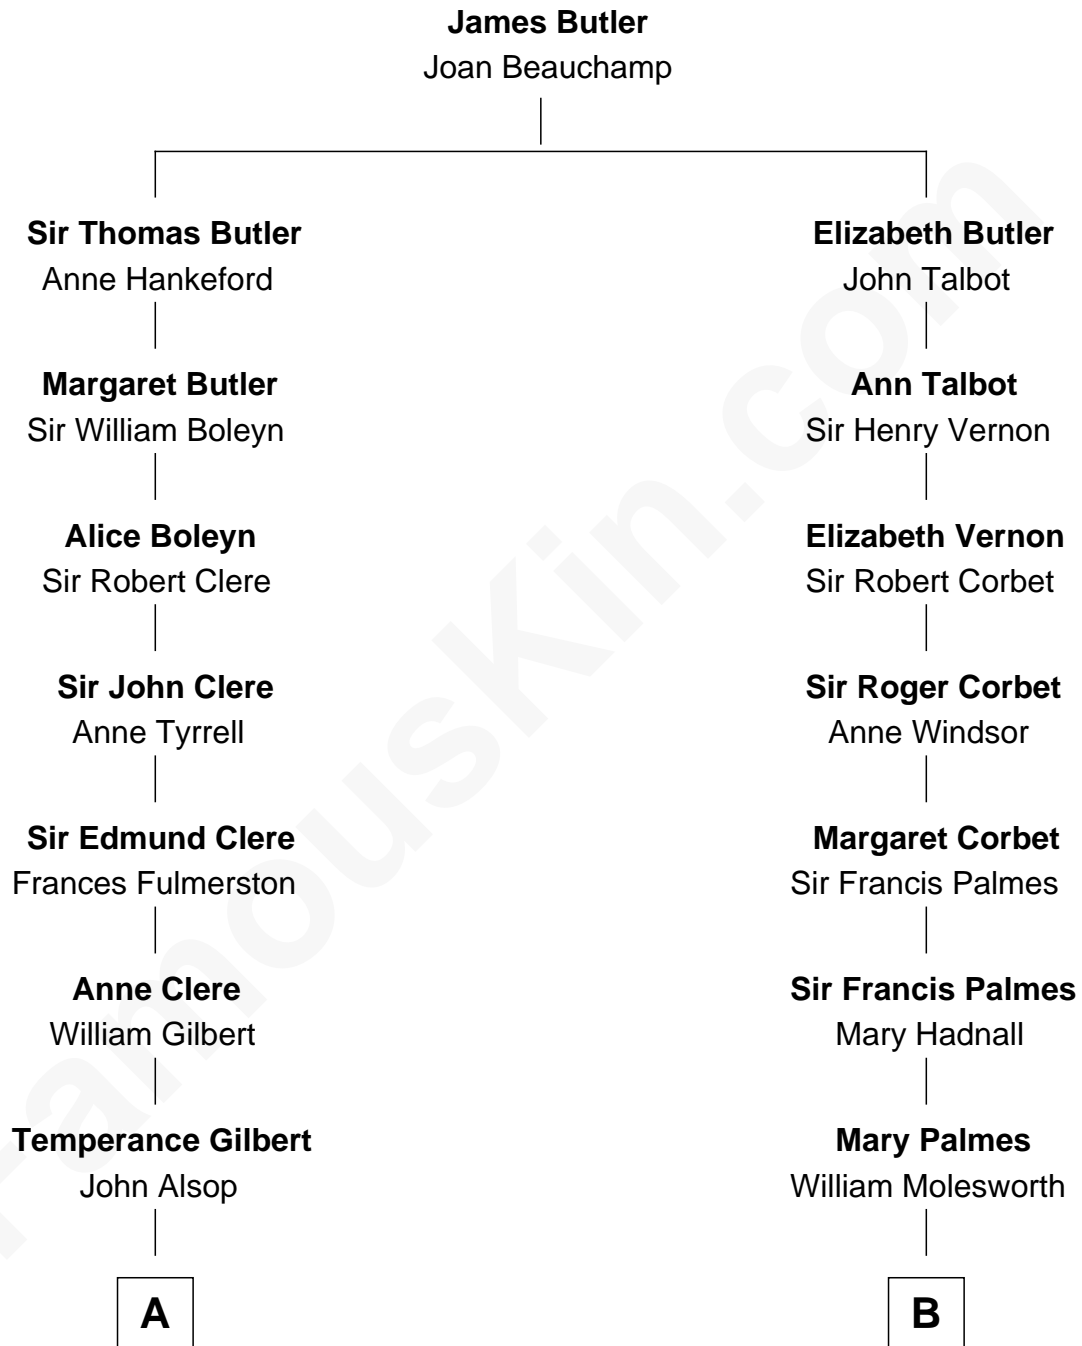 James Butler
Joan Beauchamp
Sir Thomas Butler
Anne Hankeford
Elizabeth Butler
John Talbot
Margaret Butler
Sir William Boleyn
Ann Talbot
Sir Henry Vernon
Alice Boleyn
Sir Robert Clere
Elizabeth Vernon
Sir Robert Corbet
Sir John Clere
Anne Tyrrell
Sir Roger Corbet
Anne Windsor
Sir Edmund Clere
Frances Fulmerston
Margaret Corbet
Sir Francis Palmes
Anne Clere
William Gilbert
Sir Francis Palmes
Mary Hadnall
Temperance Gilbert
John Alsop
Mary Palmes
William Molesworth
A
B
FamousKin.com